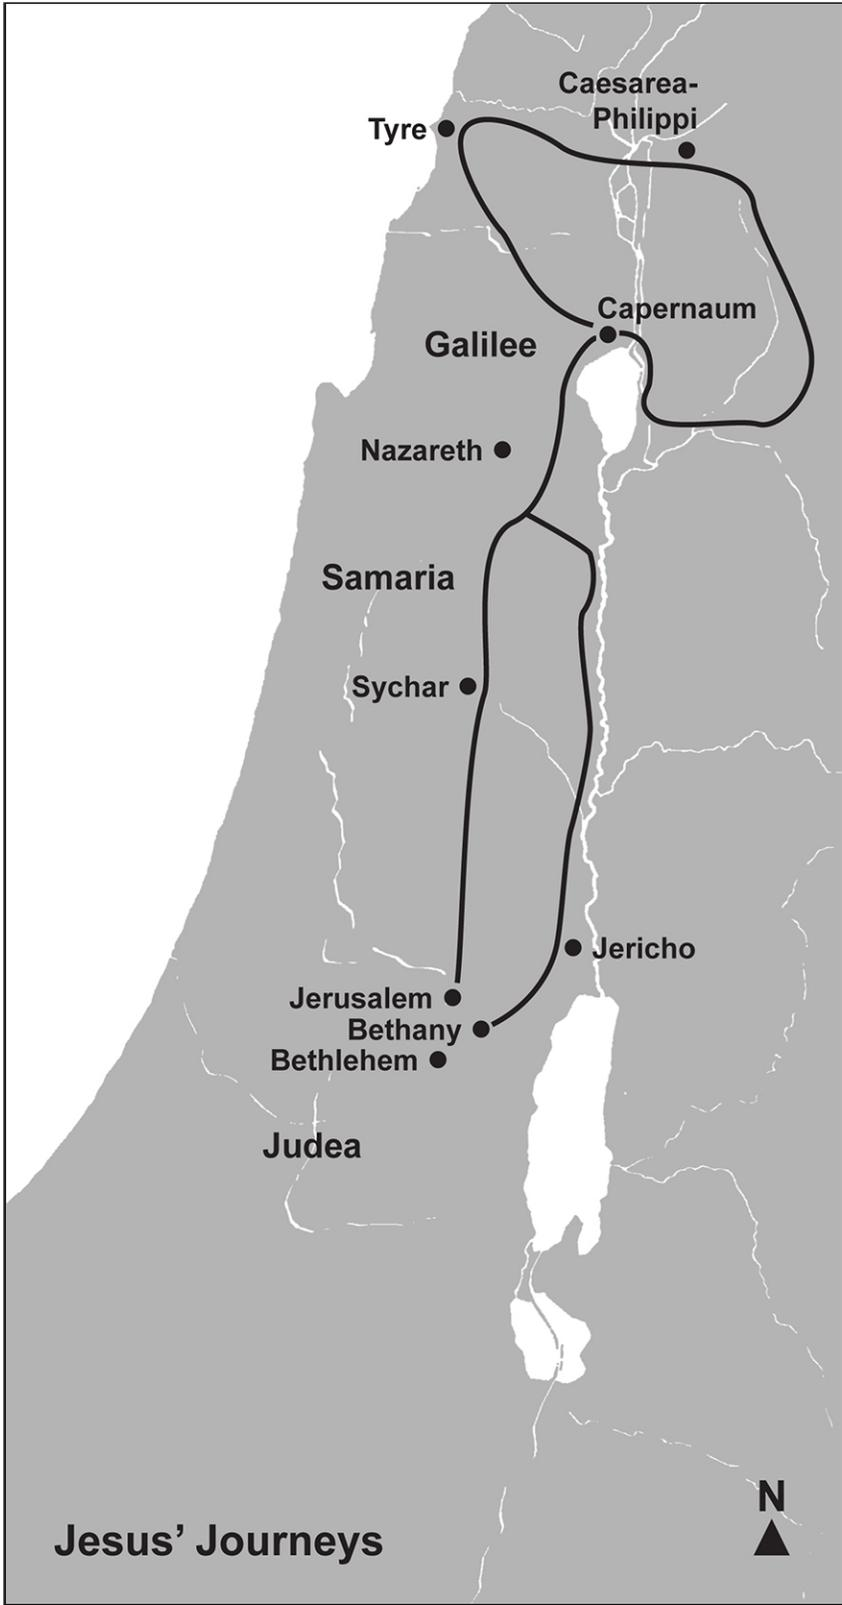 Caesarea-
Philippi
Tyre
Capernaum
Galilee
Nazareth
Samaria
Sychar
Jericho
Jerusalem
Bethany
Bethlehem
Judea
N
Jesus’ Journeys